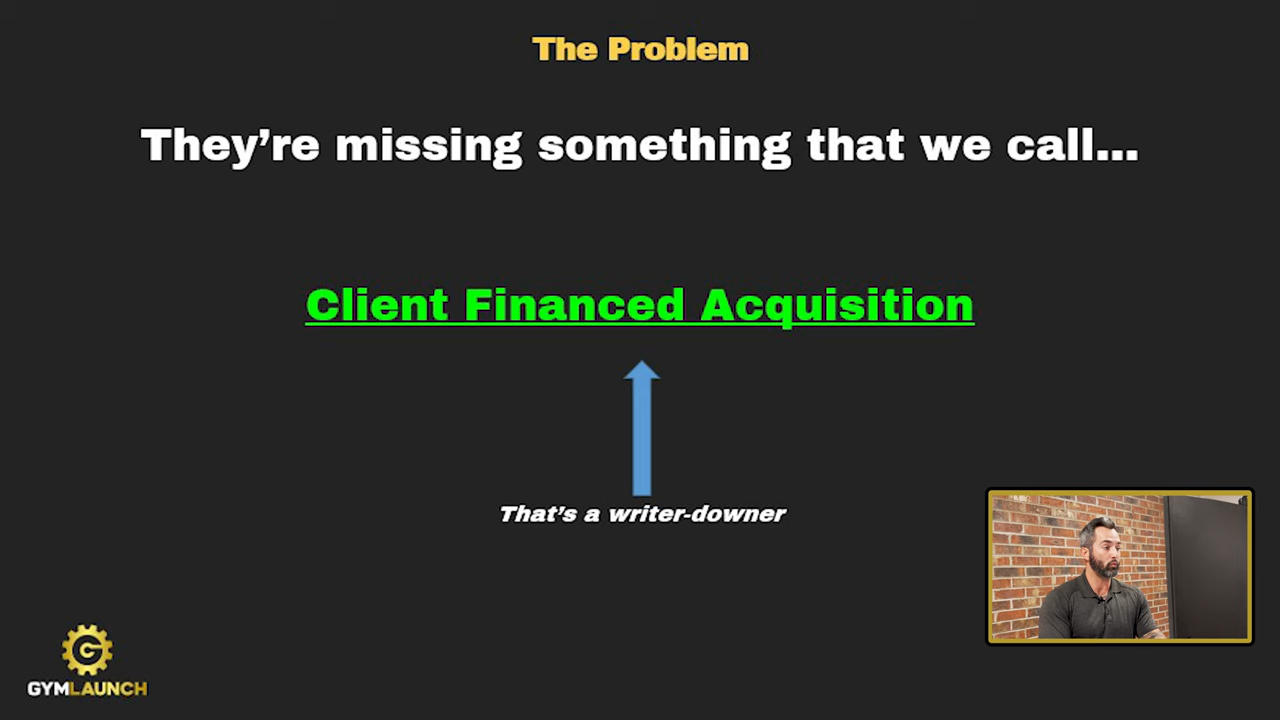 The Problem
They’re missing something that we call...
Client Financed Acquisition
That’s a writer-downer
G
GYMLAUNCH